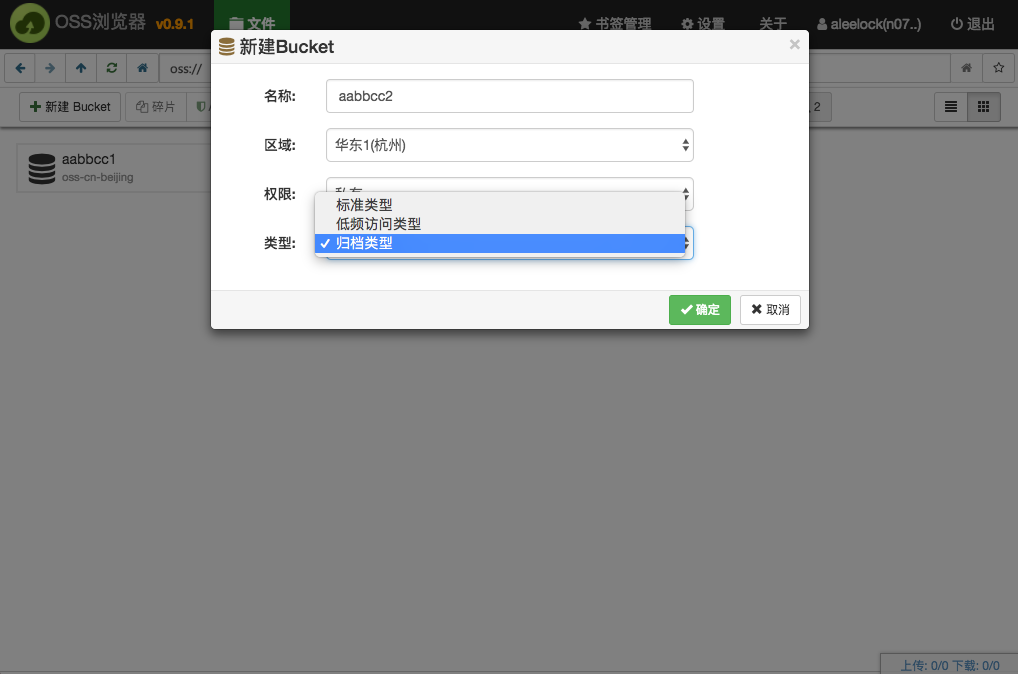 OSS浏览器 v0.9.1 文件 书签管理 设置 关于 aleelock(n07..) 退出
新建Bucket ×
oss://
名称: aabbcc2
新建 Bucket 碎片 2
区域: 华东1(杭州)
aabbcc1
oss-cn-beijing
权限:
标准类型
低频访问类型
类型: ✓ 归档类型
确定 取消
上传: 0/0 下载: 0/0